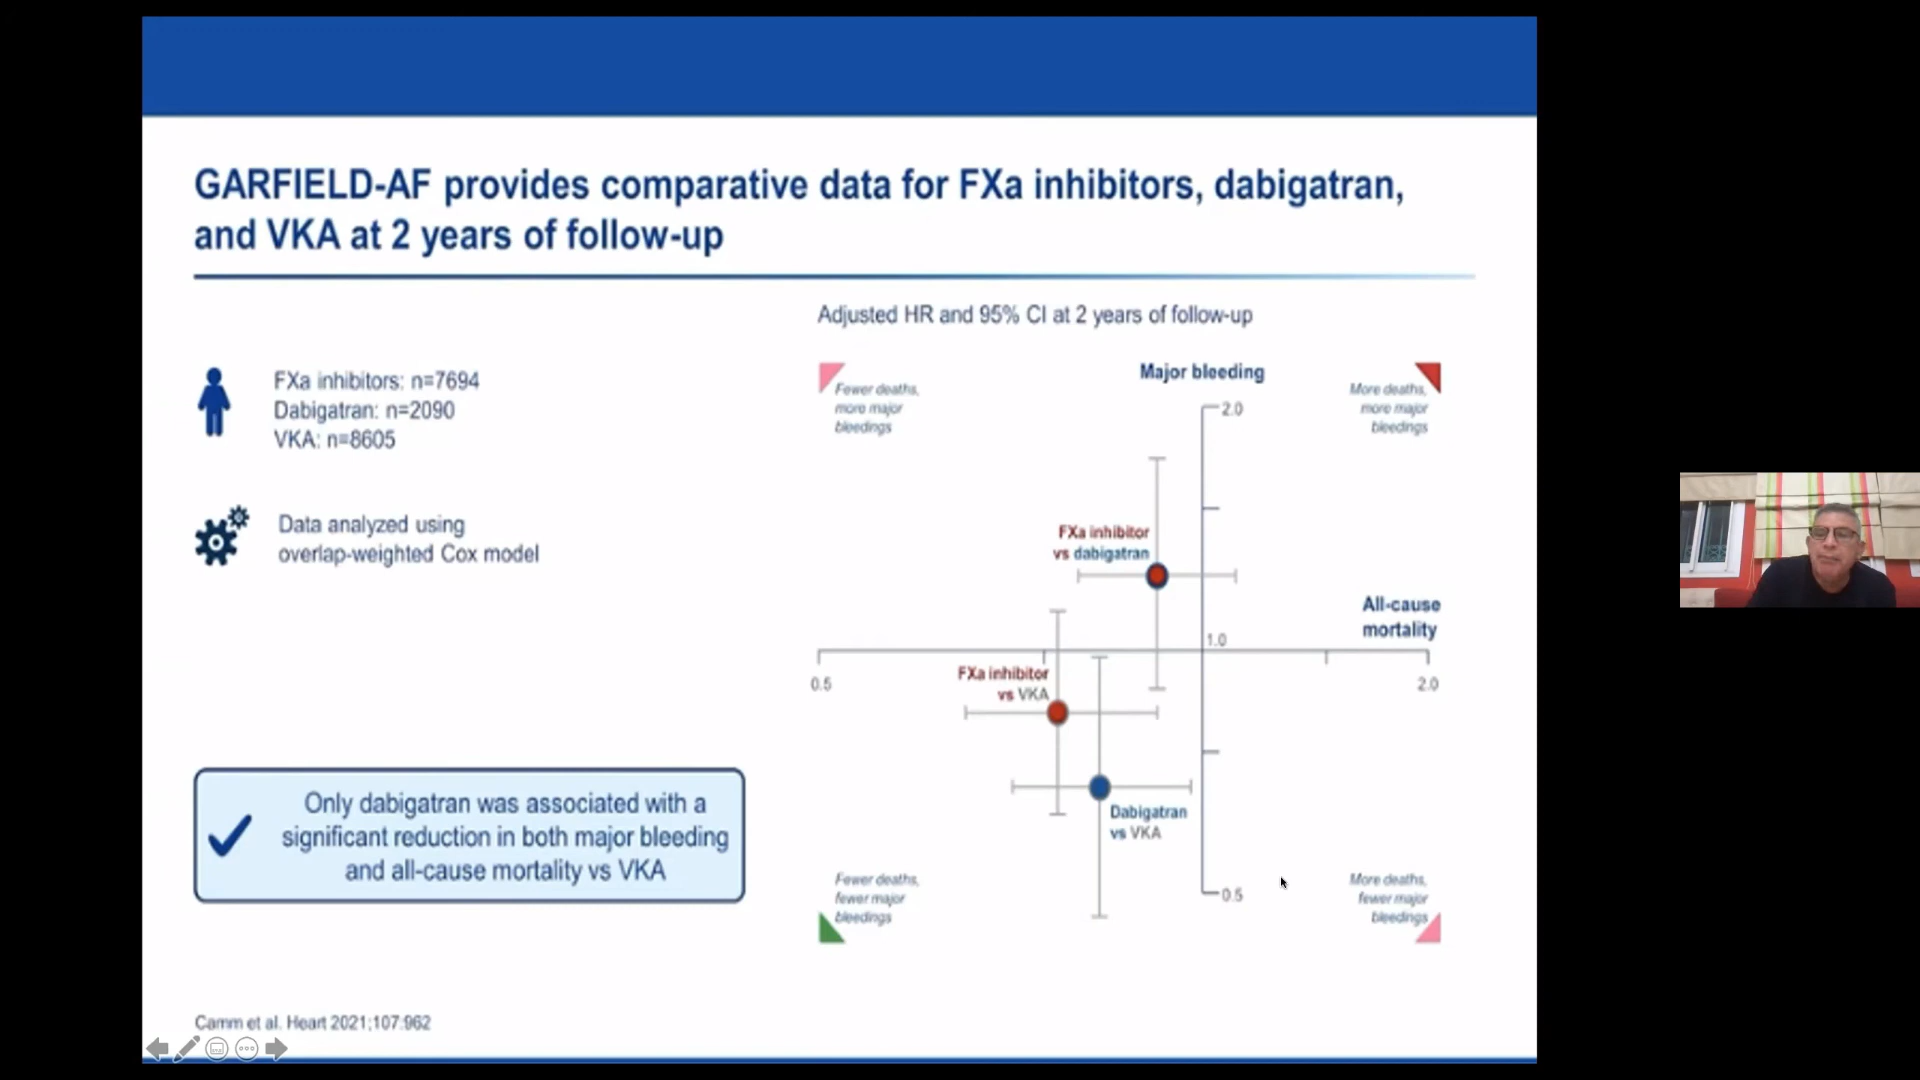 GARFIELD-AF provides comparative data for FXa inhibitors, dabigatran,
and VKA at 2 years of follow-up
FXa inhibitors: n=7694
Dabigatran: n=2090
VKA: n=8605
Data analyzed using
overlap-weighted Cox model
Only dabigatran was associated with a
significant reduction in both major bleeding
and all-cause mortality vs VKA
Adjusted HR and 95% CI at 2 years of follow-up
Major bleeding
Fewer deaths,
more major
bleedings
More deaths,
more major
bleedings
2.0
FXa inhibitor
vs dabigatran
All-cause
mortality
1.0
0.5
2.0
FXa inhibitor
vs VKA
Dabigatran
vs VKA
Fewer deaths,
fewer major
bleedings
0.5
More deaths,
fewer major
bleedings
Camm et al. Heart 2021;107:962